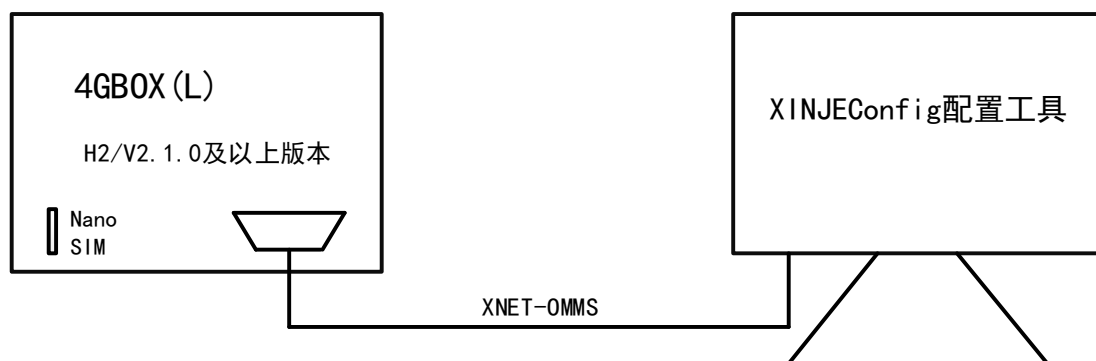 4GBOX(L)
XINJEConfig配置工具
H2/V2.1.0及以上版本
Nano
SIM
XNET-OMMS